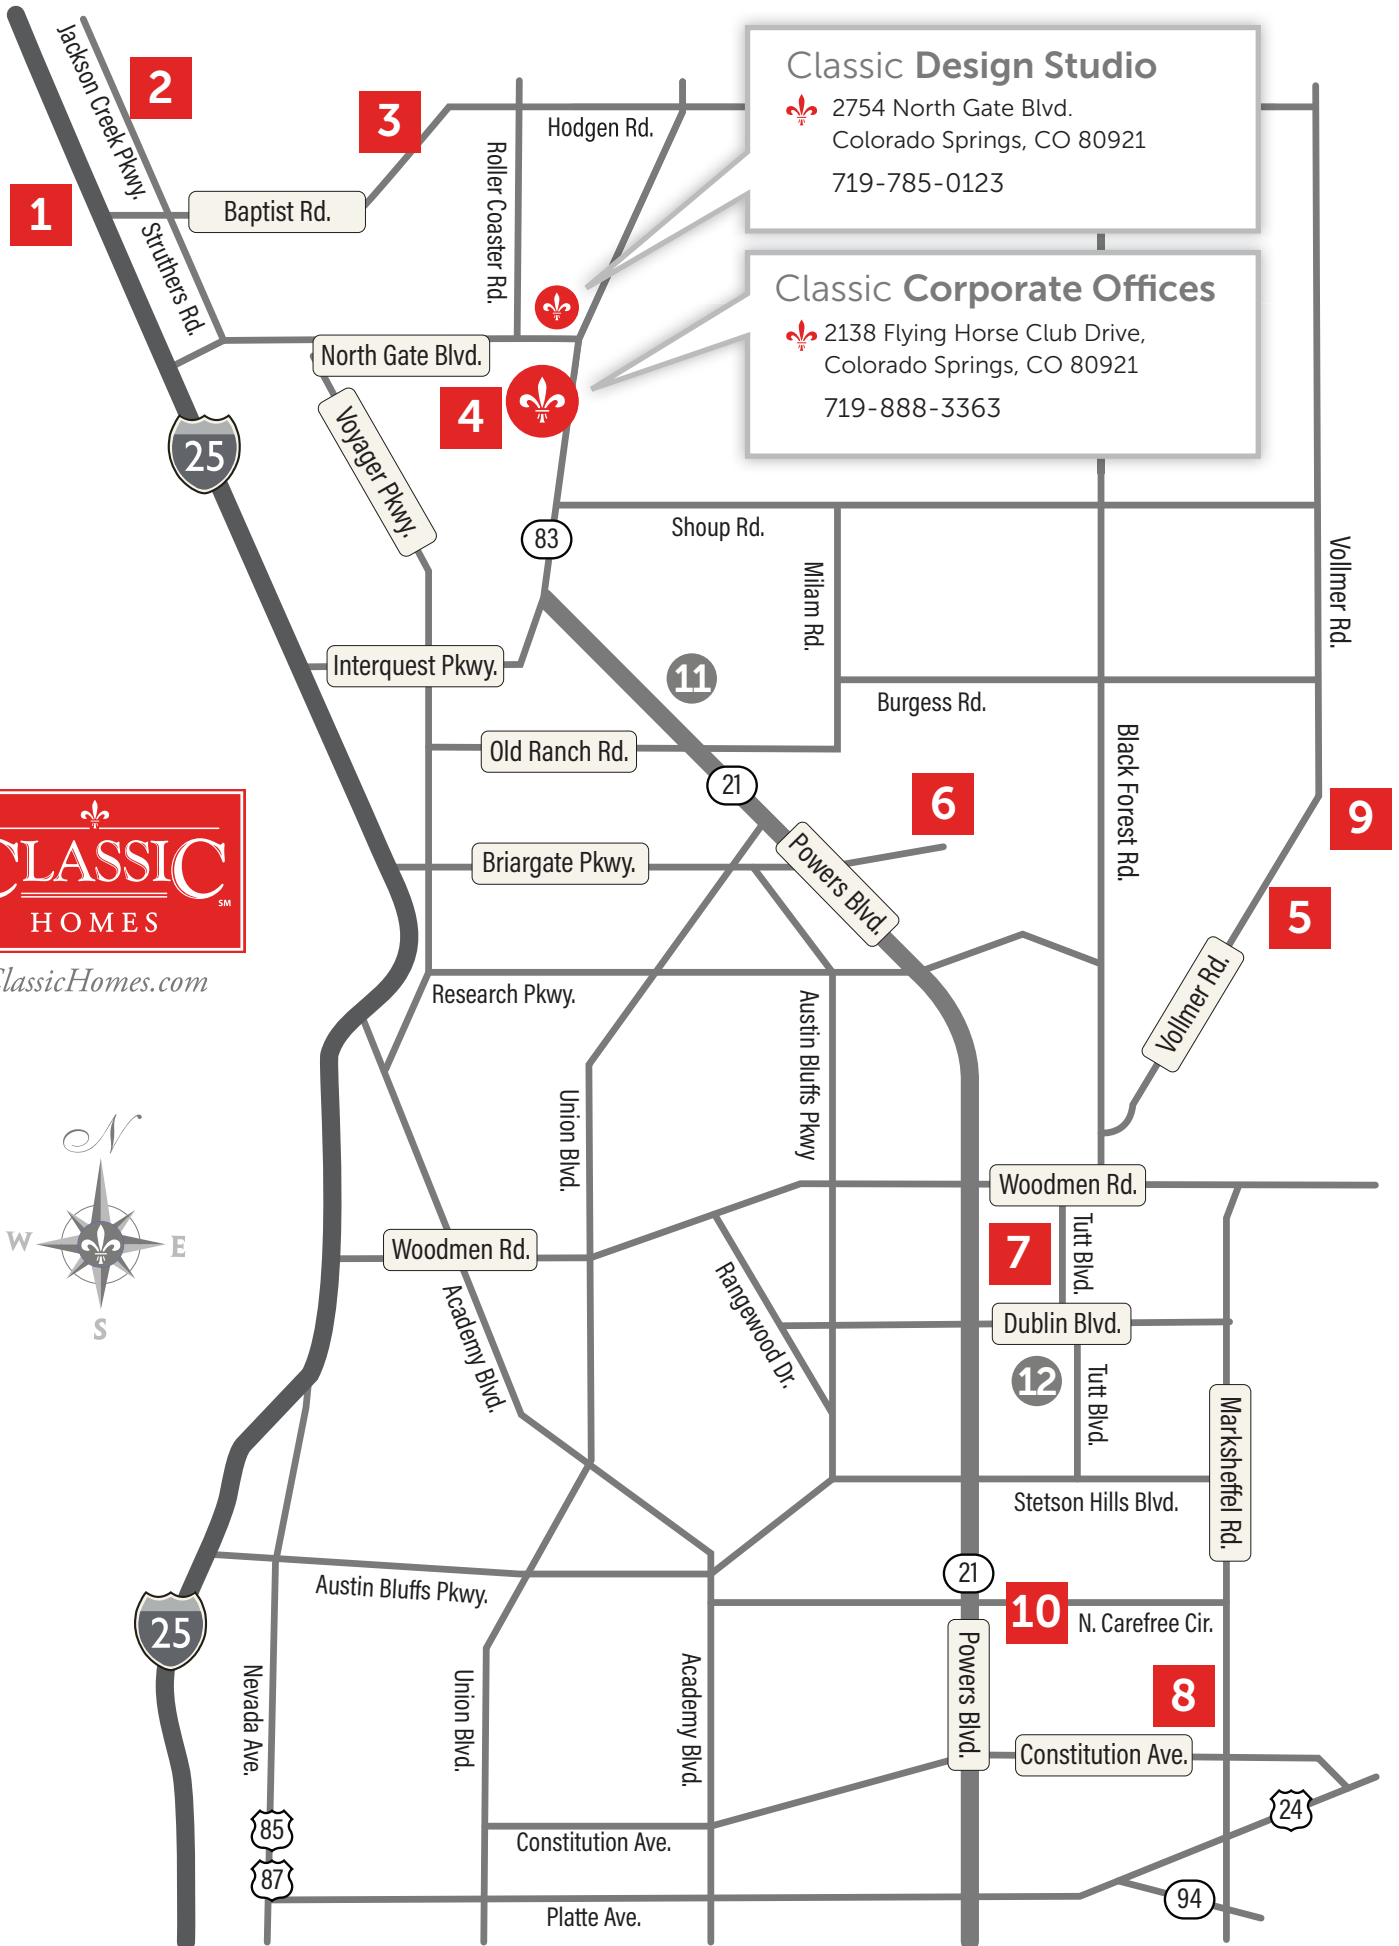 Jackson Creek Pkwy.
2
3
Hodgen Rd.
Classic Design Studio
2754 North Gate Blvd.
Colorado Springs, CO 80921
719-785-0123
1
Baptist Rd.
Roller Coaster Rd.
Struthers Rd.
Classic Corporate Offices
2138 Flying Horse Club Drive,
Colorado Springs, CO 80921
719-888-3363
North Gate Blvd.
4
Voyager Pkwy.
25
83
Shoup Rd.
Milam Rd.
Vollmer Rd.
Interquest Pkwy.
11
Burgess Rd.
Old Ranch Rd.
21
Black Forest Rd.
6
9
CLASSIC
HOMES
SM
ClassicHomes.com
Briargate Pkwy.
Powers Blvd.
5
Vollmer Rd.
Research Pkwy.
Austin Bluffs Pkwy
Union Blvd.
N
W
E
S
Woodmen Rd.
Woodmen Rd.
7
Tutt Blvd.
Rangewood Dr.
Academy Blvd.
Dublin Blvd.
12
Tutt Blvd.
Marksheffel Rd.
Stetson Hills Blvd.
21
Austin Bluffs Pkwy.
10
N. Carefree Cir.
25
Nevada Ave.
Union Blvd.
Academy Blvd.
Powers Blvd.
8
Constitution Ave.
24
85
Constitution Ave.
87
94
Platte Ave.